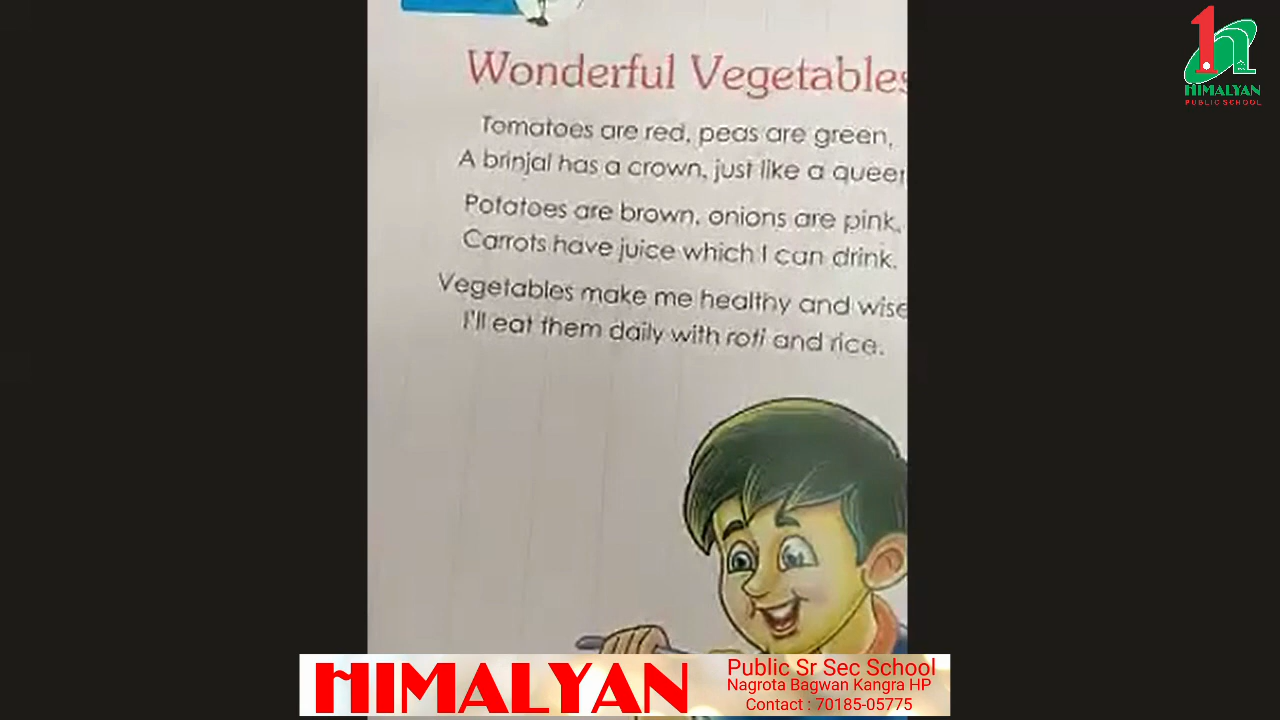 Wonderful Vegetables
Tomatoes are red, peas are green,
A brinjal has a crown, just like a queen
Potatoes are brown, onions are pink,
Carrots have juice which I can drink.
Vegetables make me healthy and wise
I'll eat them daily with roti and rice.
1h
HIMALYAN
PUBLIC SCHOOL
HIMALYAN
Public Sr Sec School
Nagrota Bagwan Kangra HP
Contact : 70185-05775